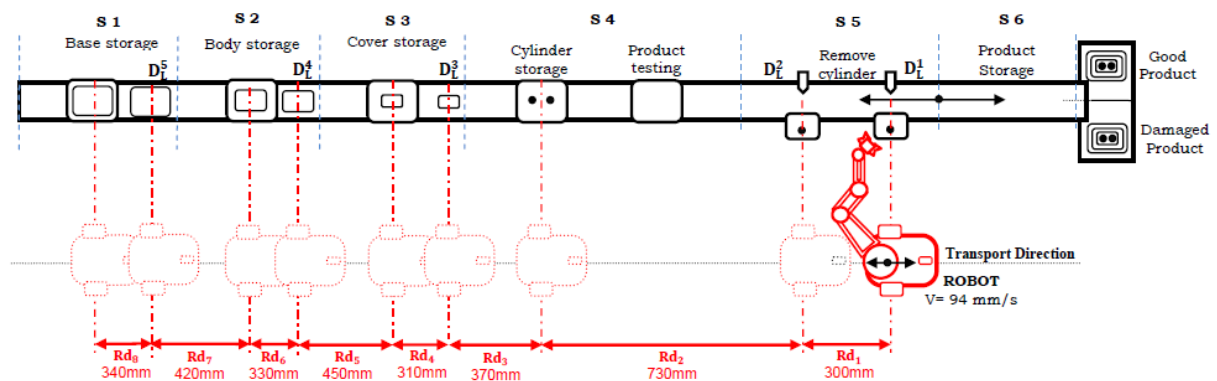 S 1
S 2
S 3
S 4
S 5
S 6
Base storage
Body storage
Cover storage
Cylinder
storage
Product
testing
Remove
cylinder
Product
Storage
Good
Product
Damaged
Product
D_L^5
D_L^4
D_L^3
D_L^2
D_L^1
Transport Direction
ROBOT
V= 94 mm/s
Rd₈
Rd₇
Rd₆
Rd₅
Rd₄
Rd₃
Rd₂
Rd₁
340mm
420mm
330mm
450mm
310mm
370mm
730mm
300mm